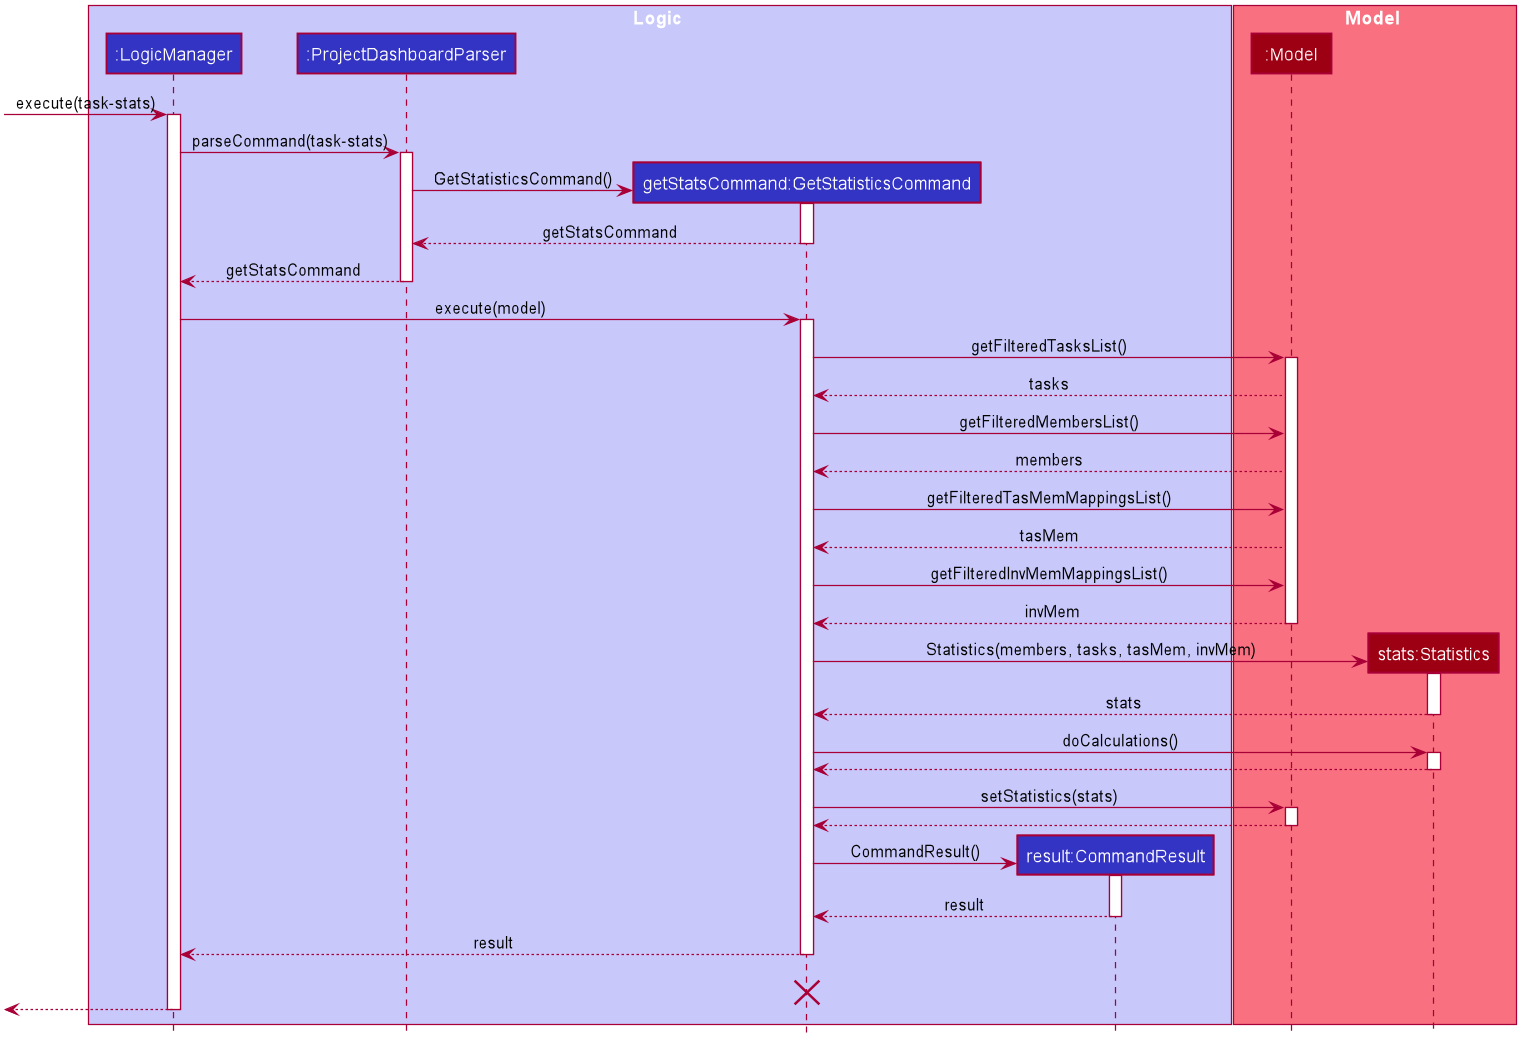 Logic
Model
:LogicManager
:ProjectDashboardParser
:Model
execute(task-stats)
parseCommand(task-stats)
GetStatisticsCommand()
getStatsCommand:GetStatisticsCommand
getStatsCommand
getStatsCommand
execute(model)
getFilteredTasksList()
tasks
getFilteredMembersList()
members
getFilteredTasMemMappingsList()
tasMem
getFilteredInvMemMappingsList()
invMem
Statistics(members, tasks, tasMem, invMem)
stats:Statistics
stats
doCalculations()
setStatistics(stats)
CommandResult()
result:CommandResult
result
result